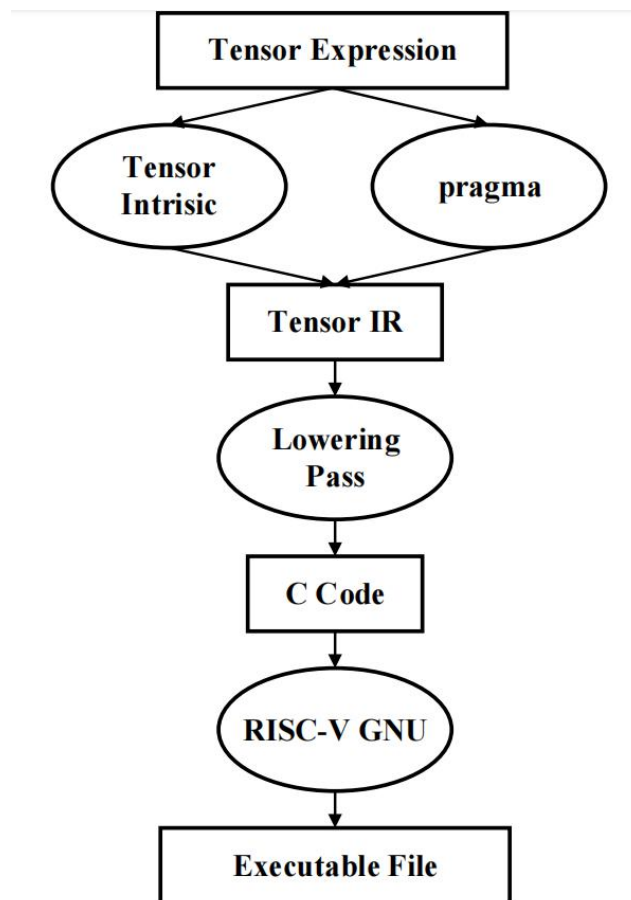 Tensor Expression
Tensor
Intrisic
pragma
Tensor IR
Lowering
Pass
C Code
RISC-V GNU
Executable File